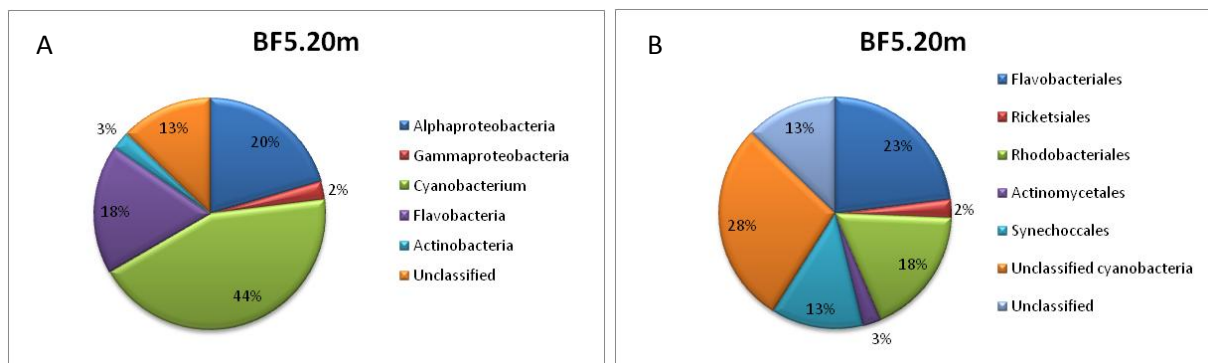 A
BF5.20m
3%
13%
20%
2%
18%
44%
Alphaproteobacteria
Gammaproteobacteria
Cyanobacterium
Flavobacteria
Actinobacteria
Unclassified
B
BF5.20m
13%
23%
2%
28%
18%
13%
3%
Flavobacteriales
Ricketsiales
Rhodobacteriales
Actinomycetales
Synechoccales
Unclassified cyanobacteria
Unclassified